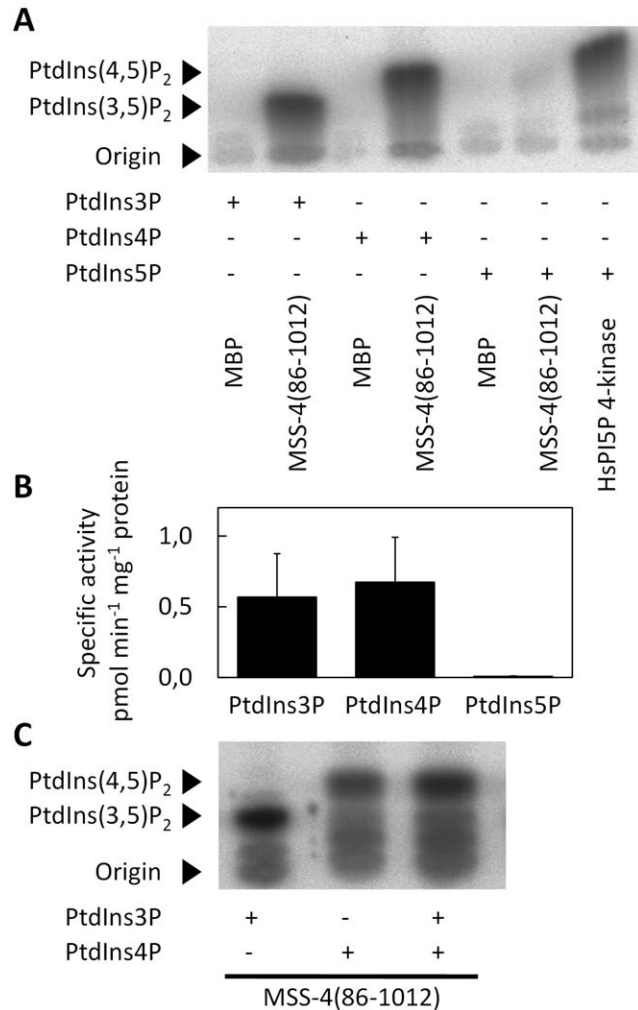 A
PtdIns(4,5)P₂
PtdIns(3,5)P₂
Origin
PtdIns3P + + - - - - -
PtdIns4P - - + + - - -
PtdIns5P - - - - + + +
MBP
MSS-4(86-1012)
MBP
MSS-4(86-1012)
MBP
MSS-4(86-1012)
HsPI5P 4-kinase
B
Specific activity
pmol min⁻¹ mg⁻¹ protein
1,0
0,5
0,0
PtdIns3P PtdIns4P PtdIns5P
C
PtdIns(4,5)P₂
PtdIns(3,5)P₂
Origin
PtdIns3P + - +
PtdIns4P - + +
MSS-4(86-1012)